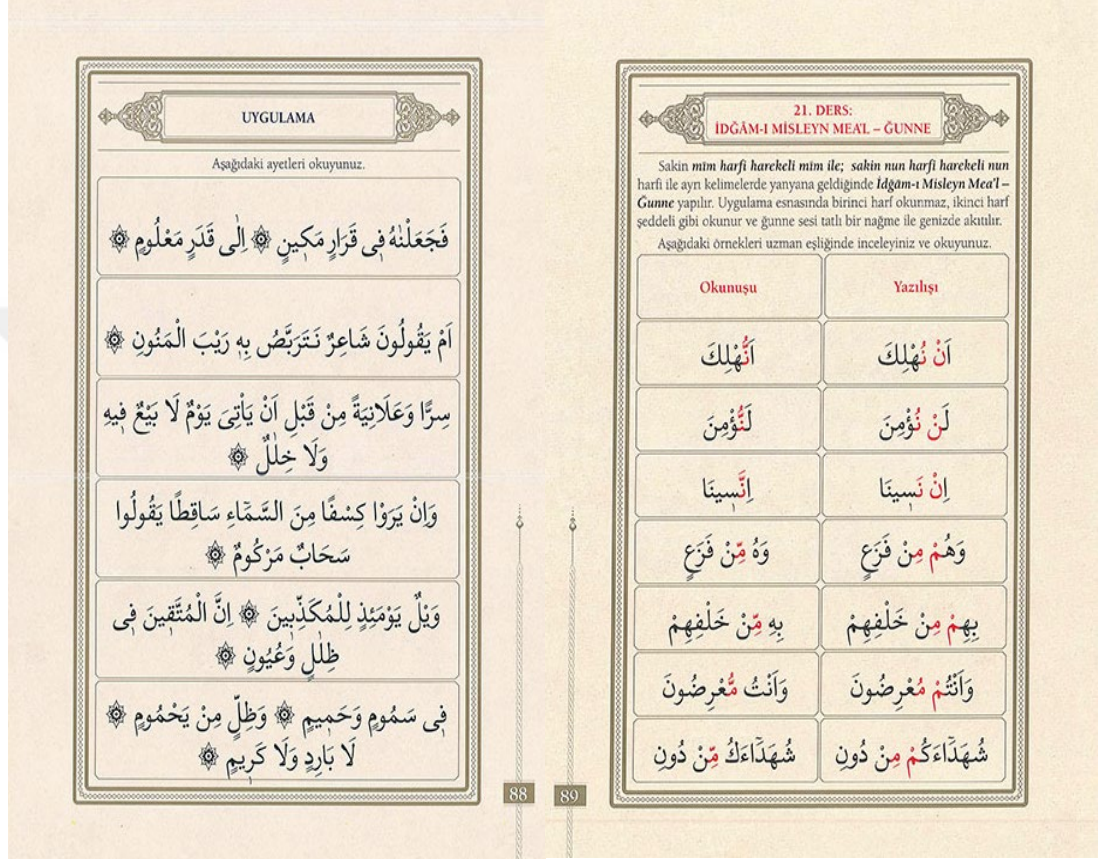 UYGULAMA
Aşağıdaki ayetleri okuyunuz.
فَجَعَلْنٰهُ فٖى قَرَارٍ مَكٖينٍ ۞ اِلٰى قَدَرٍ مَعْلُومٍ ۞
اَمْ يَقُولُونَ شَاعِرٌ نَتَرَبَّصُ بِهٖ رَيْبَ الْمَنُونِ ۞
سِرًّا وَعَلَانِيَةً مِنْ قَبْلِ اَنْ يَاْتِىَ يَوْمٌ لَا بَيْعٌ فٖيهِ
وَلَا خِلَالٌ ۞
وَاِنْ يَرَوْا كِسْفًا مِنَ السَّمَٓاءِ سَاقِطًا يَقُولُوا
سَحَابٌ مَرْكُومٌ ۞
وَيْلٌ يَوْمَئِذٍ لِلْمُكَذِّبٖينَ ۞ اِنَّ الْمُتَّقٖينَ فٖى
ظِلَالٍ وَعُيُونٍ ۞
فٖى سَمُومٍ وَحَمٖيمٍ ۞ وَظِلٍّ مِنْ يَحْمُومٍ ۞
لَا بَارِدٍ وَلَا كَرٖيمٍ ۞
88
21. DERS:
İDĞÂM-I MİSLEYN MEA'L – ĞUNNE
Sakin mîm harfi harekeli mîm ile; sakin nun harfi harekeli nun
harfi ile ayrı kelimelerde yanyana geldiğinde İdğâm-ı Misleyn Mea'l –
Ğunne yapılır. Uygulama esnasında birinci harf okunmaz, ikinci harf
şeddeli gibi okunur ve ğunne sesi tatlı bir nağme ile genizde akıtılır.
Aşağıdaki örnekleri uzman eşliğinde inceleyiniz ve okuyunuz.
Okunuşu Yazılışı
اَنْ نُهْلِكَ اَنُّهْلِكَ
لَنْ نُؤْمِنَ لَنُّؤْمِنَ
اِنْ نَسٖينَا اِنَّسٖينَا
وَهُمْ مِنْ فَزَعٍ وَهُ مِّنْ فَزَعٍ
بِهِمْ مِنْ خَلْفِهِمْ بِهِ مِّنْ خَلْفِهِمْ
وَاَنْتُمْ مُعْرِضُونَ وَاَنْتُ مُّعْرِضُونَ
شُهَدَٓاءَكُمْ مِنْ دُونِ شُهَدَٓاءَكُ مِّنْ دُونِ
89